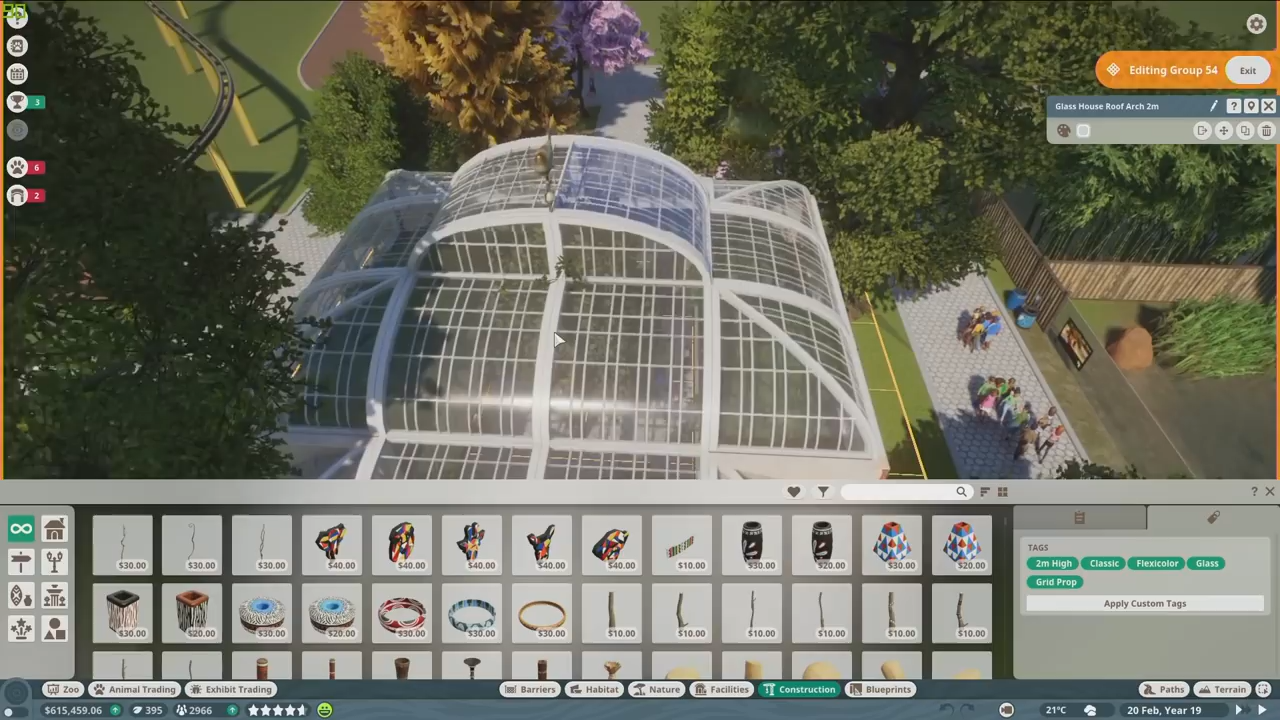 30
Editing Group 54
Exit
Glass House Roof Arch 2m
?
3
6
2
?
$30.00 $30.00 $30.00 $40.00 $40.00 $40.00 $40.00 $40.00 $10.00 $30.00 $20.00 $30.00 $20.00
$30.00 $20.00 $30.00 $20.00 $30.00 $30.00 $30.00 $10.00 $10.00 $10.00 $10.00 $10.00 $10.00
TAGS
2m High Classic Flexicolor Glass
Grid Prop
Apply Custom Tags
Zoo Animal Trading Exhibit Trading Barriers Habitat Nature Facilities Construction Blueprints Paths Terrain
$615,459.06 395 2966 21°C 20 Feb, Year 19